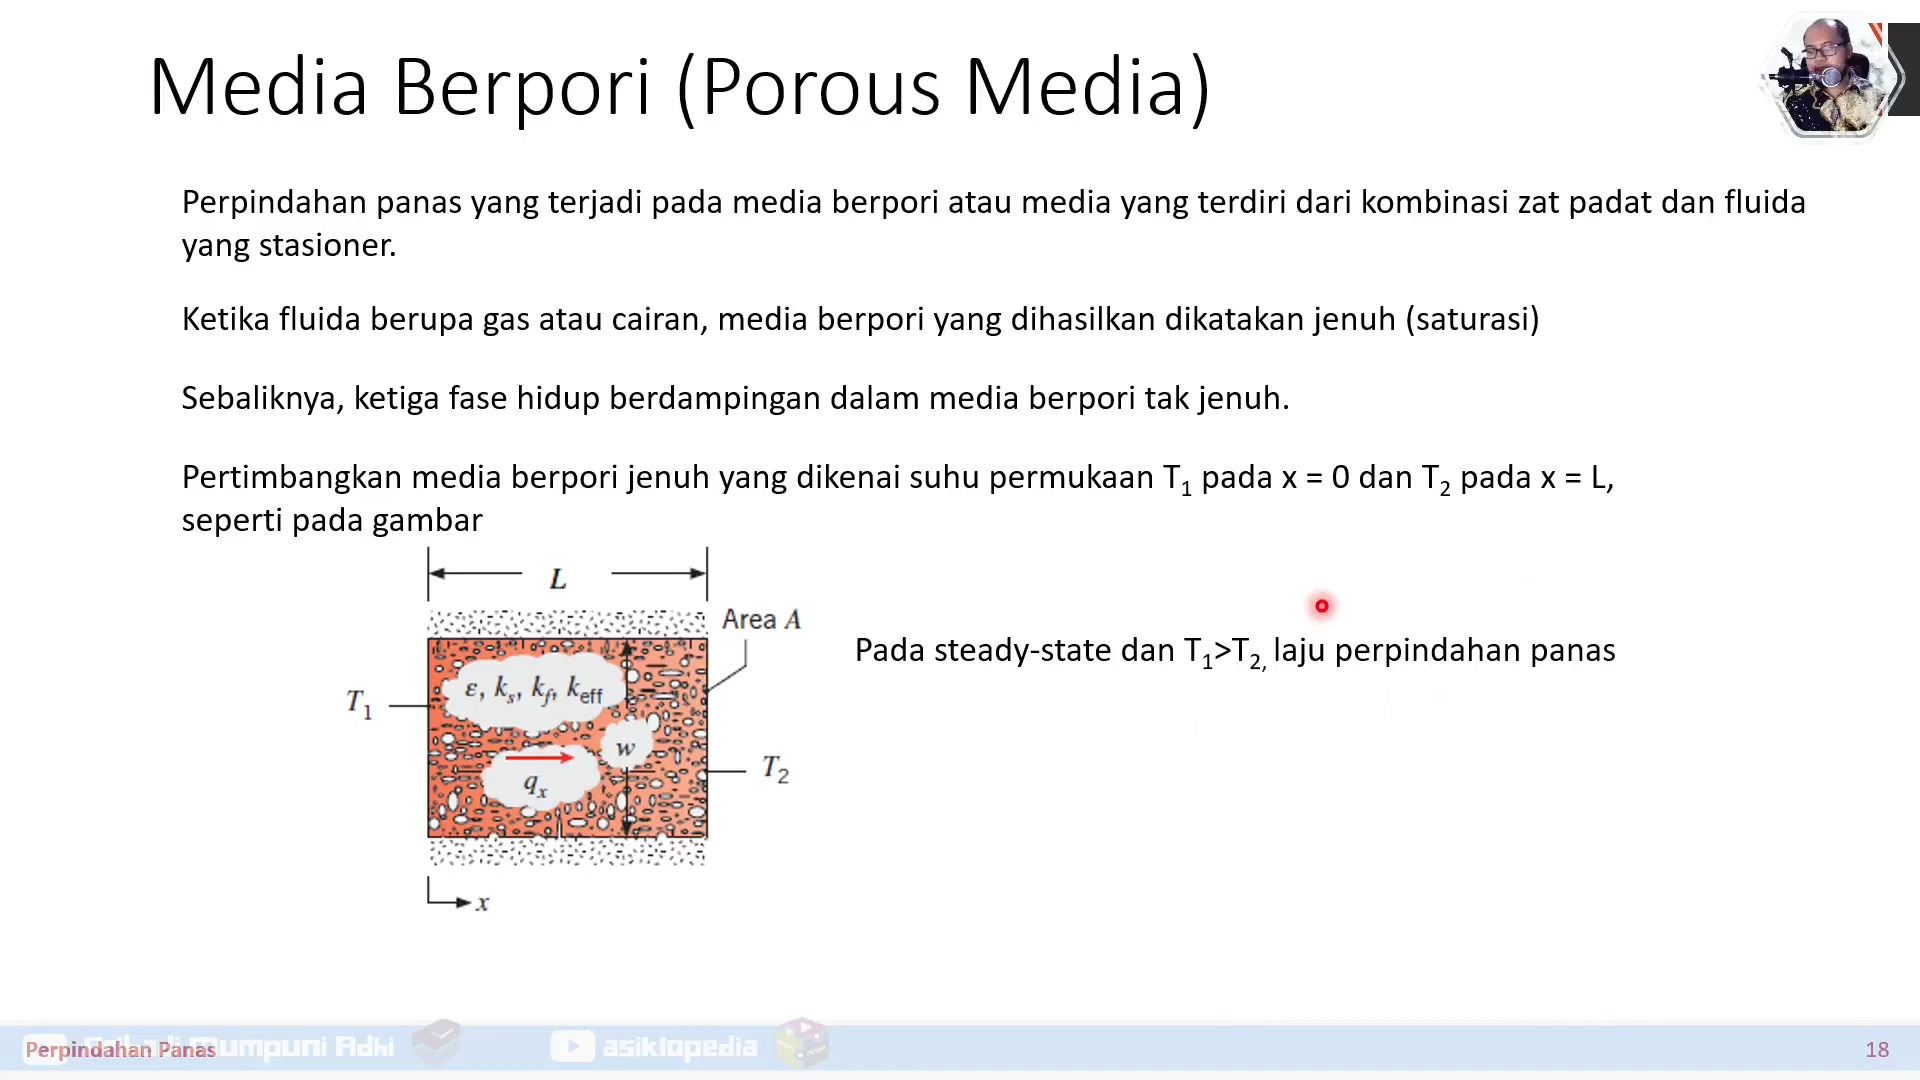 Media Berpori (Porous Media)
Perpindahan panas yang terjadi pada media berpori atau media yang terdiri dari kombinasi zat padat dan fluida
yang stasioner.
Ketika fluida berupa gas atau cairan, media berpori yang dihasilkan dikatakan jenuh (saturasi)
Sebaliknya, ketiga fase hidup berdampingan dalam media berpori tak jenuh.
Pertimbangkan media berpori jenuh yang dikenai suhu permukaan T₁ pada x = 0 dan T₂ pada x = L,
seperti pada gambar
L
Area A
ε, kₛ, k_f, k_eff
T₁
w
qₓ
T₂
x
Pada steady-state dan T₁>T₂, laju perpindahan panas
Perpindahan Panas
Mumpuni Adhi
asiklopedia
18